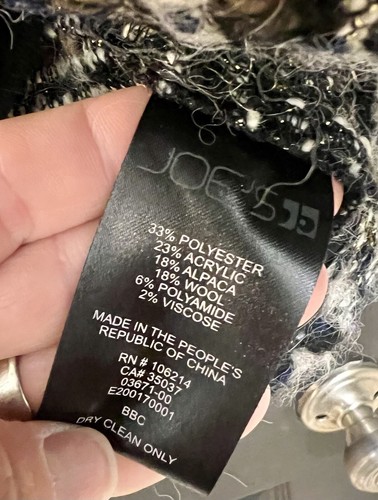 JOE'S
33% POLYESTER
23% ACRYLIC
18% ALPACA
18% WOOL
6% POLYAMIDE
2% VISCOSE
MADE IN THE PEOPLE'S
REPUBLIC OF CHINA
RN # 106214
CA# 35037
03671-00
E200170001
BBC
DRY CLEAN ONLY